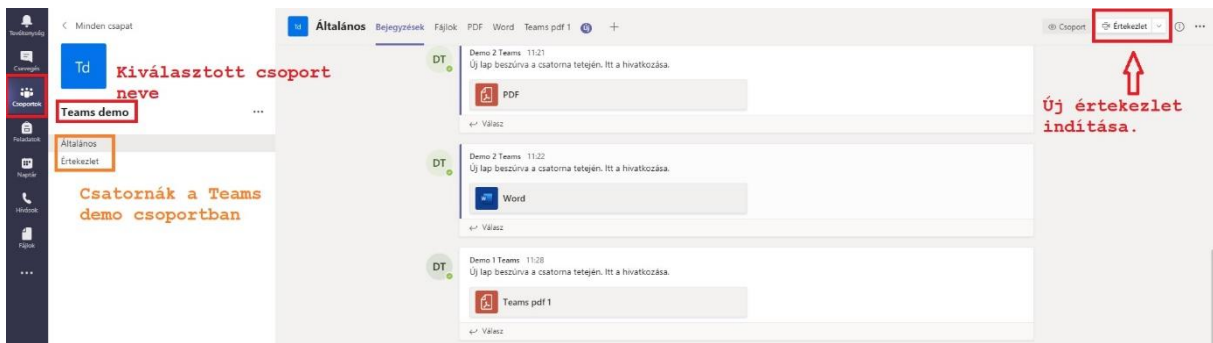 Tevékenység
Csevegés
Csoportok
Feladatok
Naptár
Hívások
Fájlok
Minden csapat
Td
Kiválasztott csoport
neve
Teams demo
Általános
Értekezlet
Csatornák a Teams
demo csoportban
Td Általános Bejegyzések Fájlok PDF Word Teams pdf 1
Csoport Értekezlet
DT
Demo 2 Teams 11:21
Új lap beszúrva a csatorna tetején. Itt a hivatkozása.
PDF
Válasz
DT
Demo 2 Teams 11:22
Új lap beszúrva a csatorna tetején. Itt a hivatkozása.
Word
Válasz
DT
Demo 1 Teams 11:28
Új lap beszúrva a csatorna tetején. Itt a hivatkozása.
Teams pdf 1
Válasz
Új értekezlet
indítása.